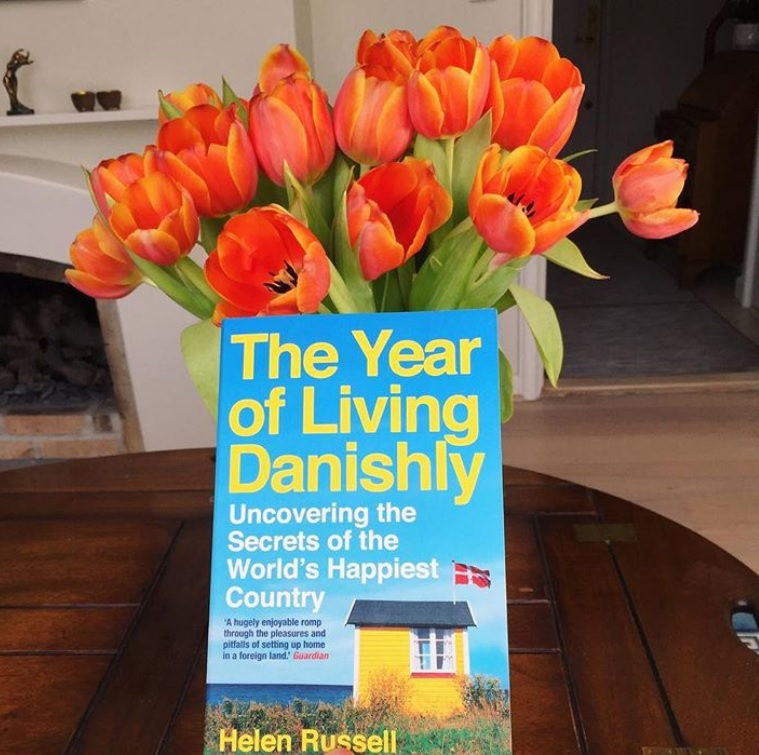 The Year
of Living
Danishly
Uncovering the
Secrets of the
World's Happiest
Country
'A hugely enjoyable romp
through the pleasures and
pitfalls of setting up home
in a foreign land.' Guardian
Helen Russell